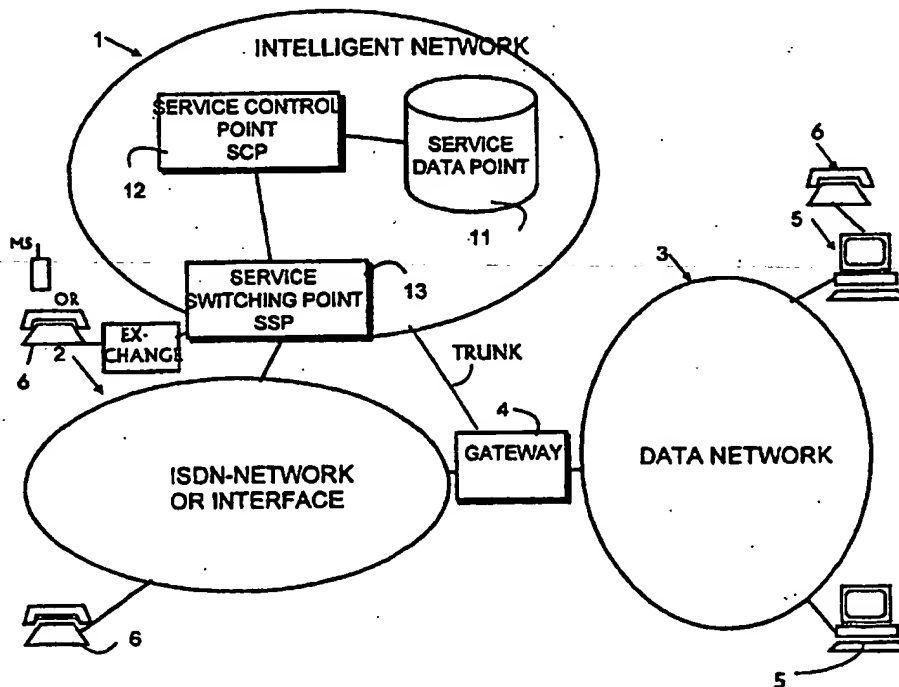 1
INTELLIGENT NETWORK
SERVICE CONTROL
POINT
SCP
12
SERVICE
DATA POINT
11
6
5
MS
OR
6
2
EX-
CHANGE
SERVICE
SWITCHING POINT
SSP
13
3
TRUNK
4
GATEWAY
DATA NETWORK
ISDN-NETWORK
OR INTERFACE
6
5